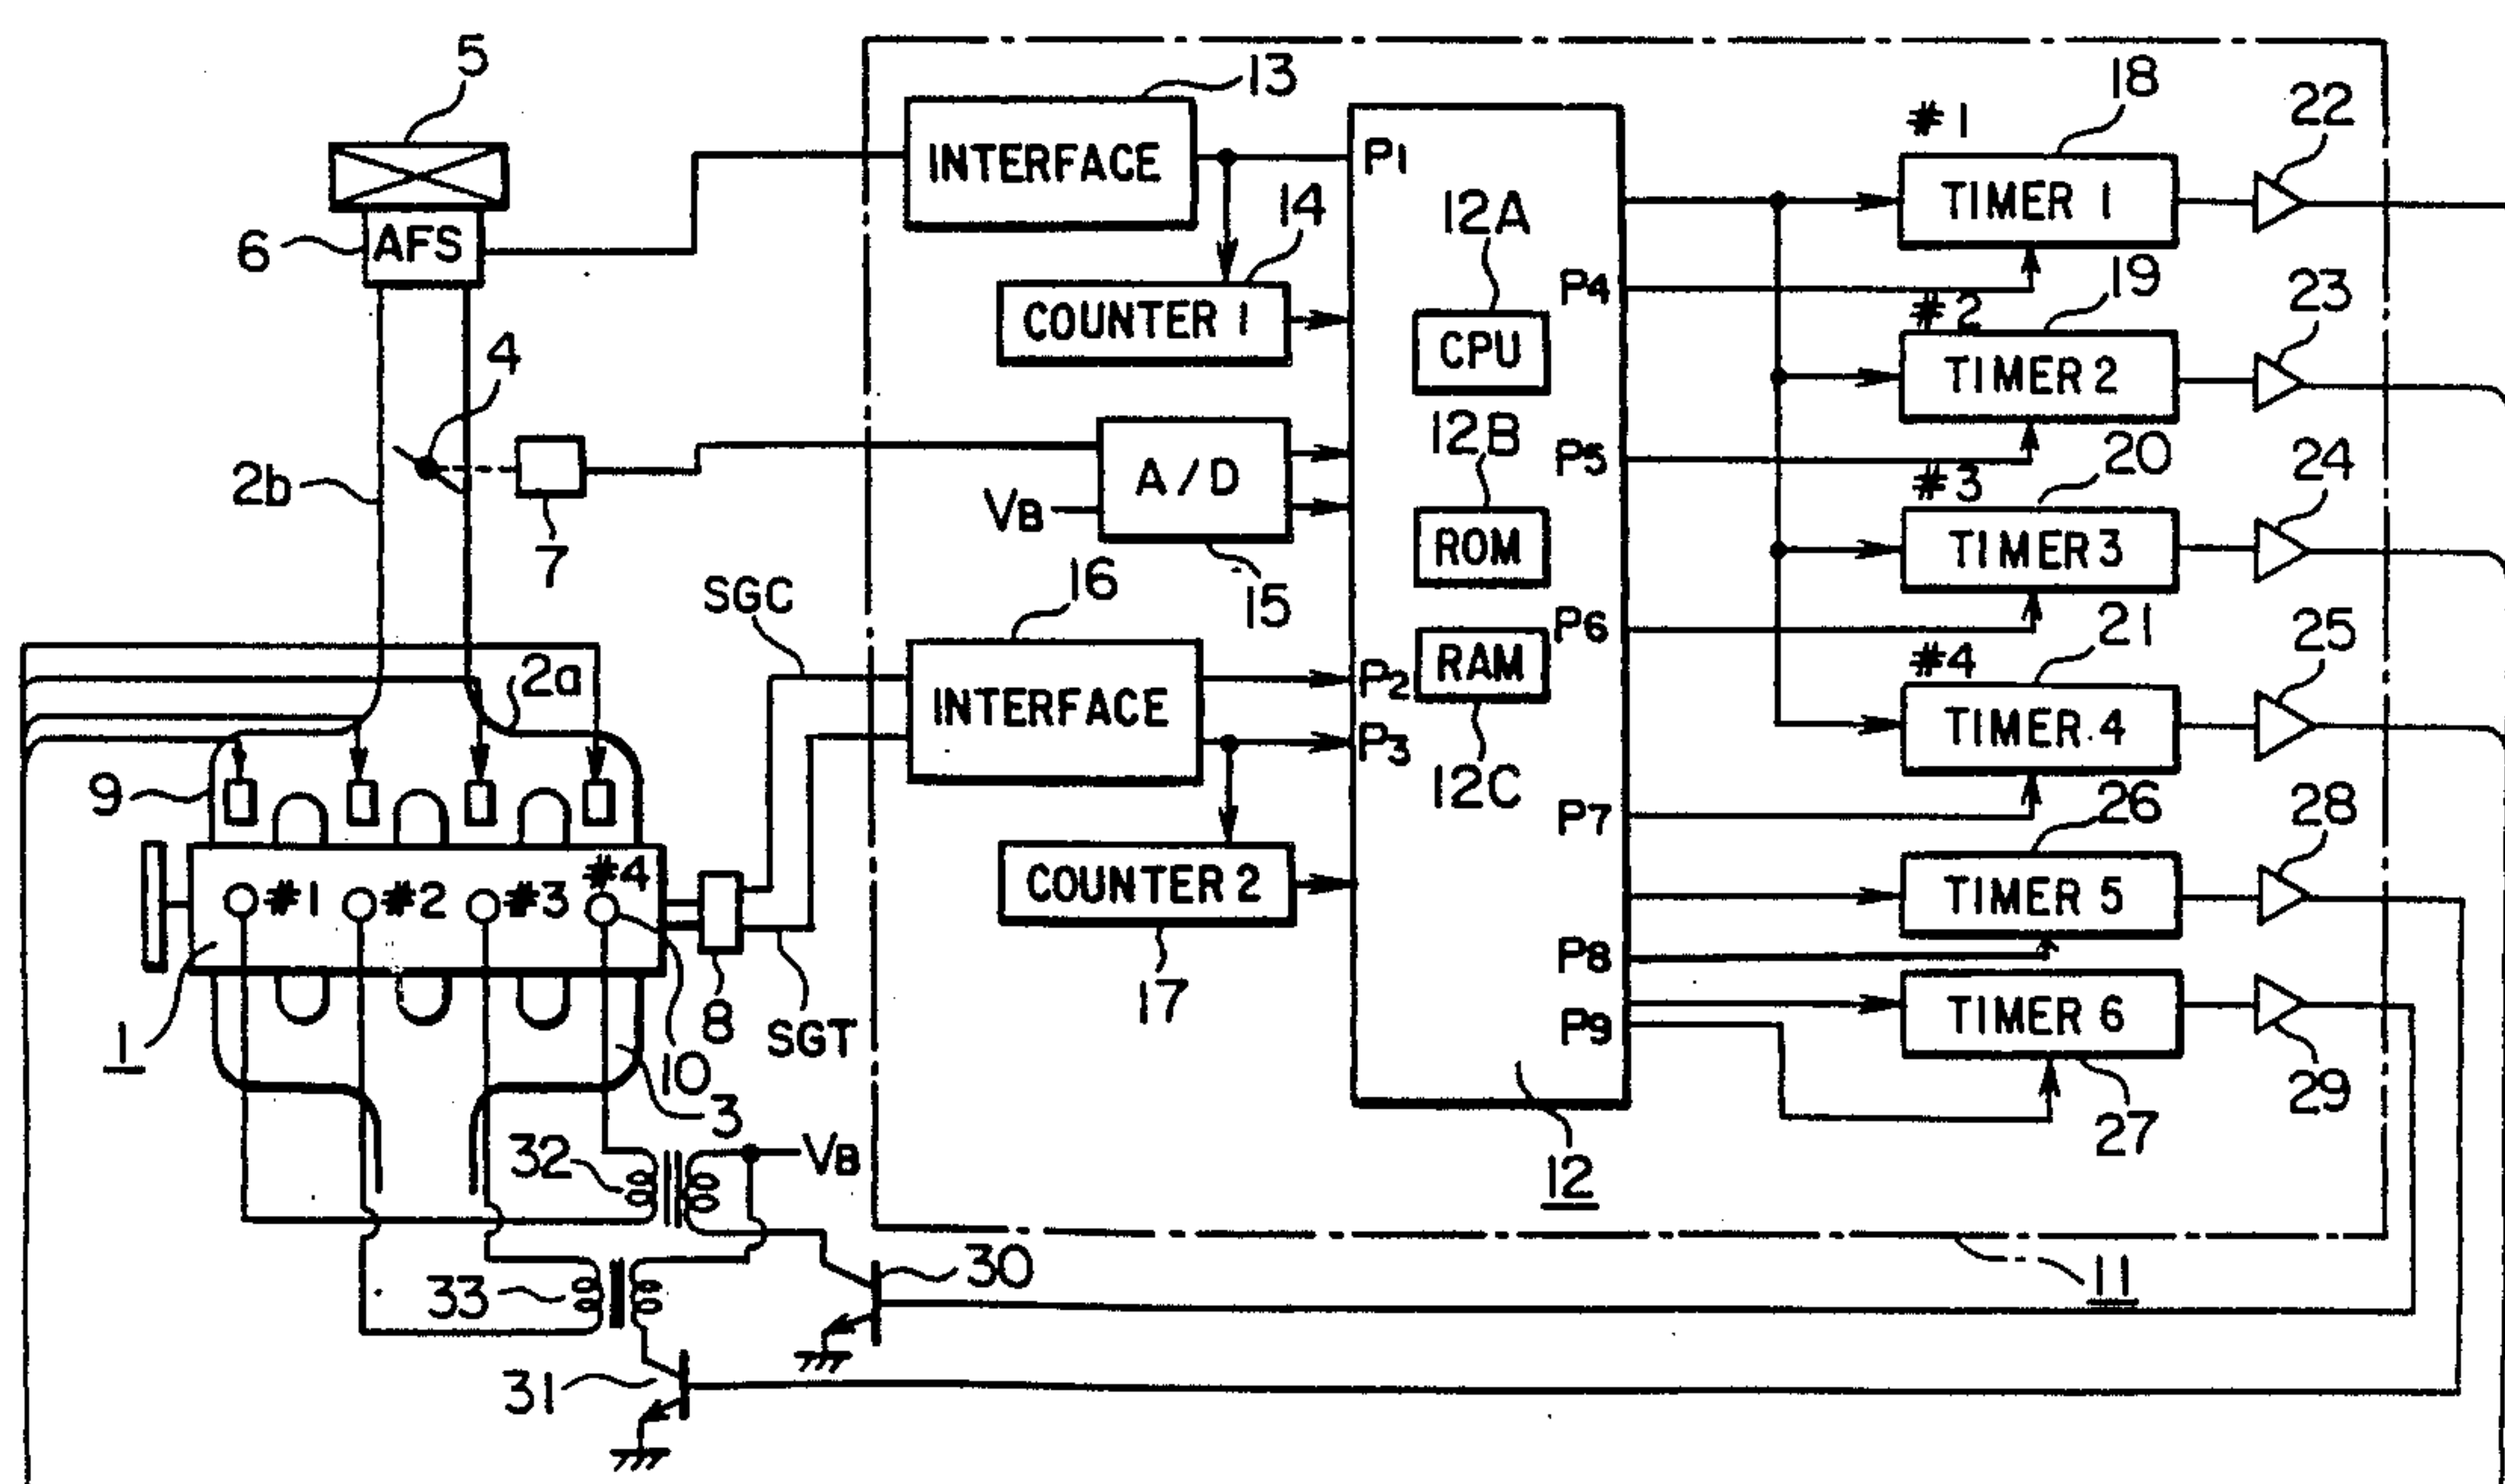 5
13
18
22
#1
INTERFACE
P1
TIMER 1
14
12A
6
AFS
COUNTER 1
P4
19
23
#2
4
CPU
TIMER 2
12B
P5
20
24
2b
A/D
#3
VB
7
16
15
ROM
TIMER 3
SGC
P6
21
25
2a
RAM
#4
P2
INTERFACE
P3
TIMER 4
12C
9
P7
26
28
#4
#1
#2
#3
COUNTER 2
TIMER 5
P8
17
8
SGT
TIMER 6
P9
1
10
3
29
27
32
VB
12
30
11
33
31